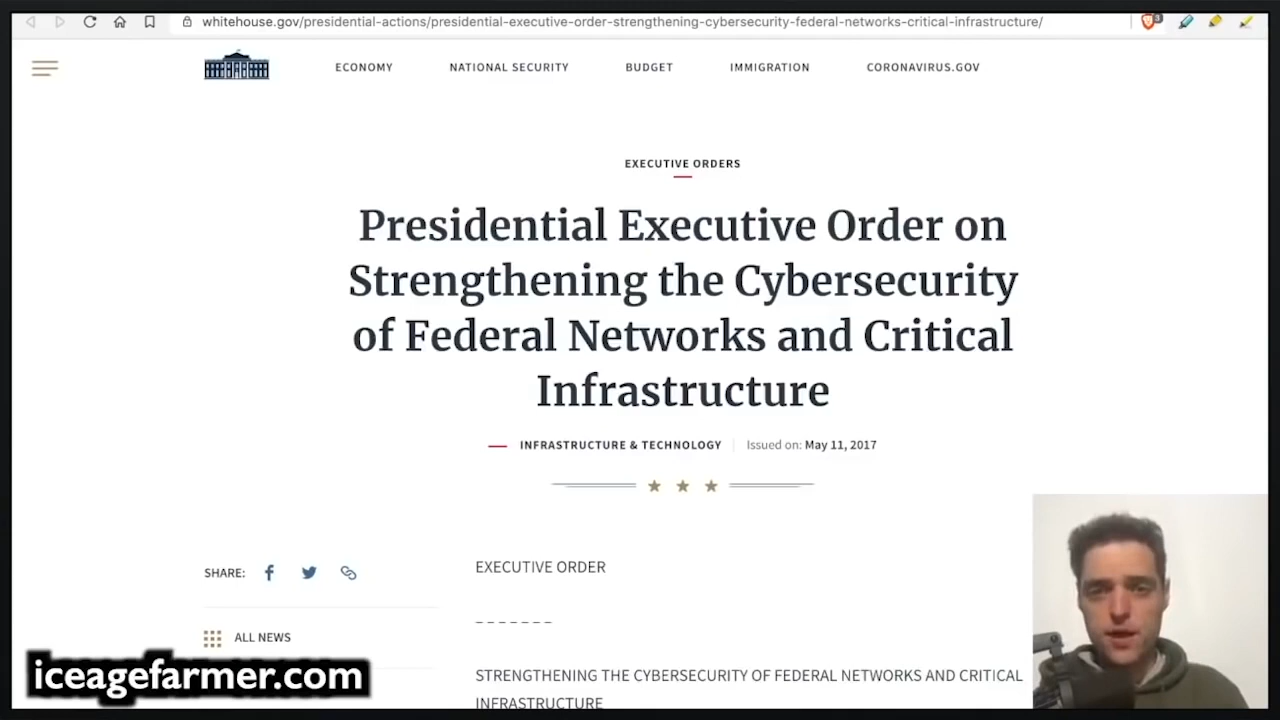 whitehouse.gov/presidential-actions/presidential-executive-order-strengthening-cybersecurity-federal-networks-critical-infrastructure/
3
ECONOMY
NATIONAL SECURITY
BUDGET
IMMIGRATION
CORONAVIRUS.GOV
EXECUTIVE ORDERS
Presidential Executive Order on
Strengthening the Cybersecurity
of Federal Networks and Critical
Infrastructure
INFRASTRUCTURE & TECHNOLOGY
Issued on: May 11, 2017
EXECUTIVE ORDER
SHARE:
- - - - - - -
ALL NEWS
STRENGTHENING THE CYBERSECURITY OF FEDERAL NETWORKS AND CRITICAL
INFRASTRUCTURE
iceagefarmer.com